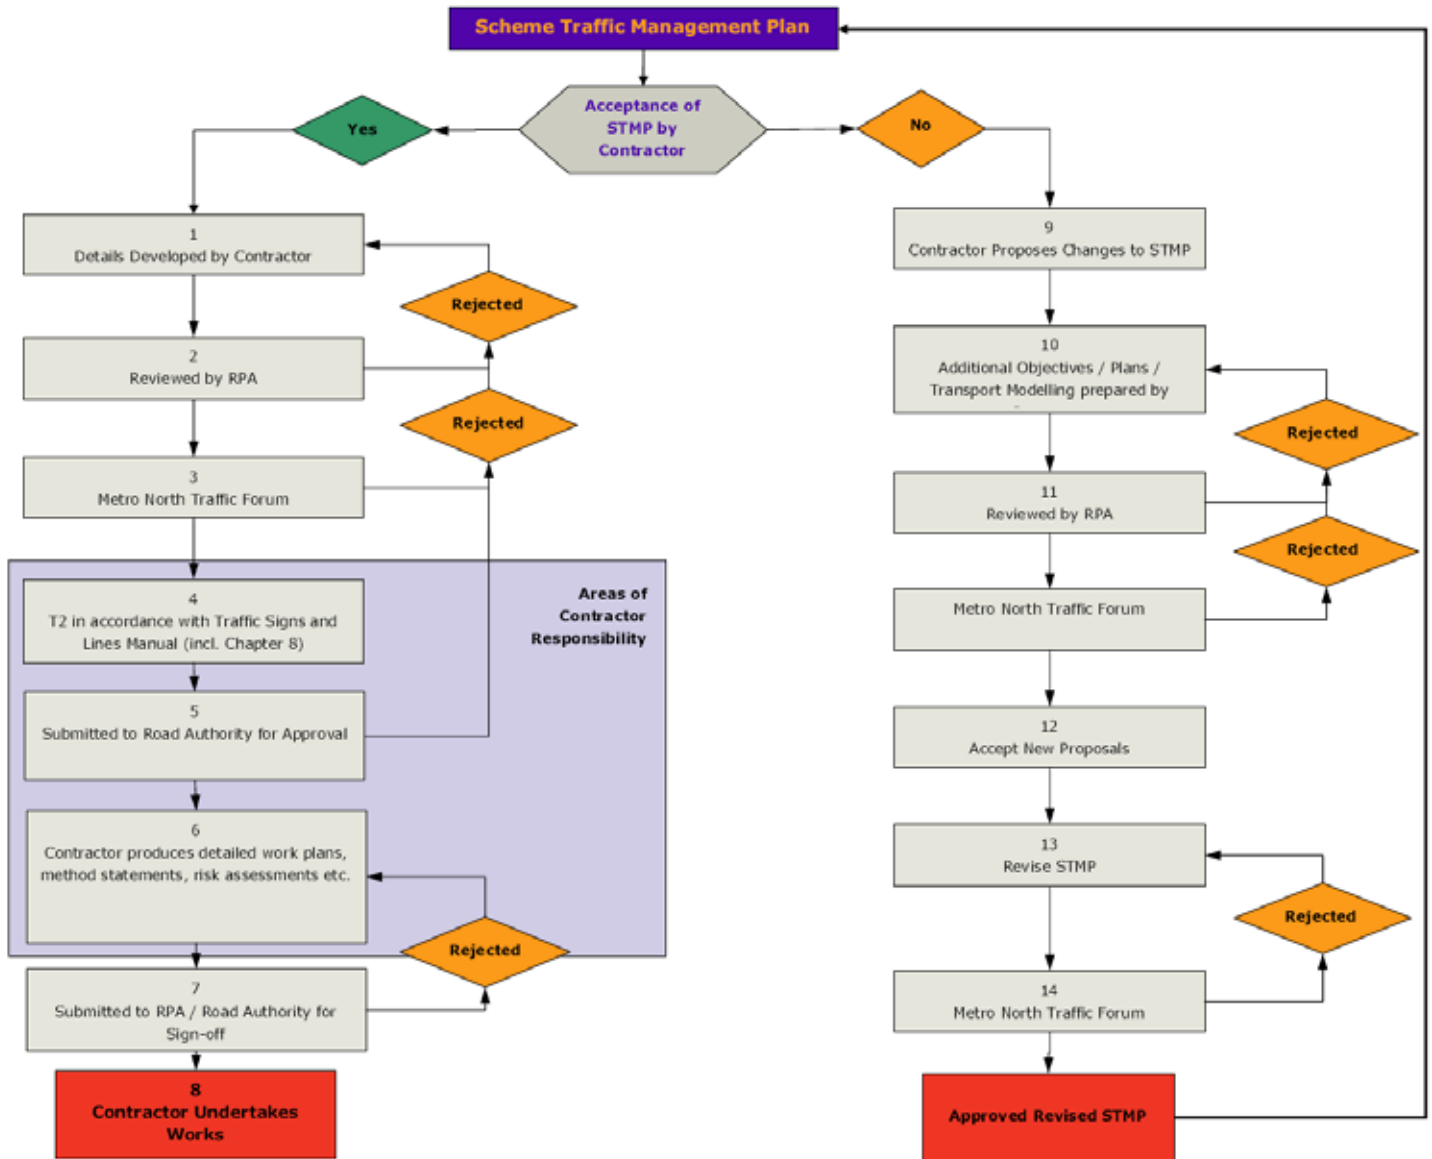 Scheme Traffic Management Plan
Acceptance of
STMP by
Contractor
Yes
No
1
Details Developed by Contractor
Rejected
2
Reviewed by RPA
Rejected
3
Metro North Traffic Forum
Areas of
Contractor
Responsibility
4
T2 in accordance with Traffic Signs and
Lines Manual (incl. Chapter 8)
5
Submitted to Road Authority for Approval
6
Contractor produces detailed work plans,
method statements, risk assessments etc.
Rejected
7
Submitted to RPA / Road Authority for
Sign-off
8
Contractor Undertakes
Works
9
Contractor Proposes Changes to STMP
10
Additional Objectives / Plans /
Transport Modelling prepared by
Rejected
11
Reviewed by RPA
Rejected
Metro North Traffic Forum
12
Accept New Proposals
13
Revise STMP
Rejected
14
Metro North Traffic Forum
Approved Revised STMP